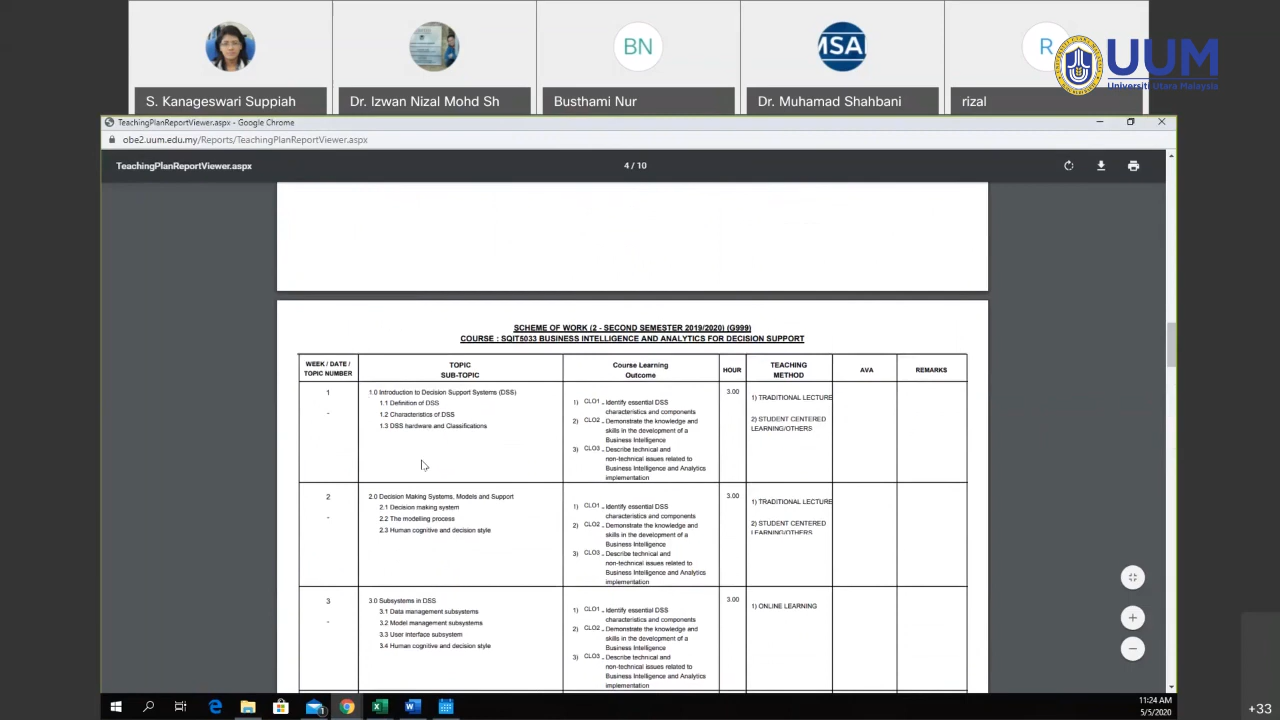 BN
MSA
R
UUM
Universiti Utara Malaysia
S. Kanageswari Suppiah
Dr. Izwan Nizal Mohd Sh
Busthami Nur
Dr. Muhamad Shahbani
rizal
TeachingPlanReportViewer.aspx - Google Chrome
obe2.uum.edu.my/Reports/TeachingPlanReportViewer.aspx
TeachingPlanReportViewer.aspx
4 / 10
SCHEME OF WORK (2 - SECOND SEMESTER 2019/2020) (G999)
COURSE : SQIT5033 BUSINESS INTELLIGENCE AND ANALYTICS FOR DECISION SUPPORT
WEEK / DATE /
TOPIC NUMBER
TOPIC
SUB-TOPIC
Course Learning
Outcome
HOUR
TEACHING
METHOD
AVA
REMARKS
1
-
1.0 Introduction to Decision Support Systems (DSS)
1.1 Definition of DSS
1.2 Characteristics of DSS
1.3 DSS hardware and Classifications
1) CLO1 - Identify essential DSS
characteristics and components
2) CLO2 - Demonstrate the knowledge and
skills in the development of a
Business Intelligence
3) CLO3 - Describe technical and
non-technical issues related to
Business Intelligence and Analytics
implementation
3.00
1) TRADITIONAL LECTURE
2) STUDENT CENTERED
LEARNING/OTHERS
2
-
2.0 Decision Making Systems, Models and Support
2.1 Decision making system
2.2 The modelling process
2.3 Human cognitive and decision style
1) CLO1 - Identify essential DSS
characteristics and components
2) CLO2 - Demonstrate the knowledge and
skills in the development of a
Business Intelligence
3) CLO3 - Describe technical and
non-technical issues related to
Business Intelligence and Analytics
implementation
3.00
1) TRADITIONAL LECTURE
2) STUDENT CENTERED
LEARNING/OTHERS
3
-
3.0 Subsystems in DSS
3.1 Data management subsystems
3.2 Model management subsystems
3.3 User interface subsystem
3.4 Human cognitive and decision style
1) CLO1 - Identify essential DSS
characteristics and components
2) CLO2 - Demonstrate the knowledge and
skills in the development of a
Business Intelligence
3) CLO3 - Describe technical and
non-technical issues related to
Business Intelligence and Analytics
implementation
3.00
1) ONLINE LEARNING
11:24 AM
5/5/2020
+33